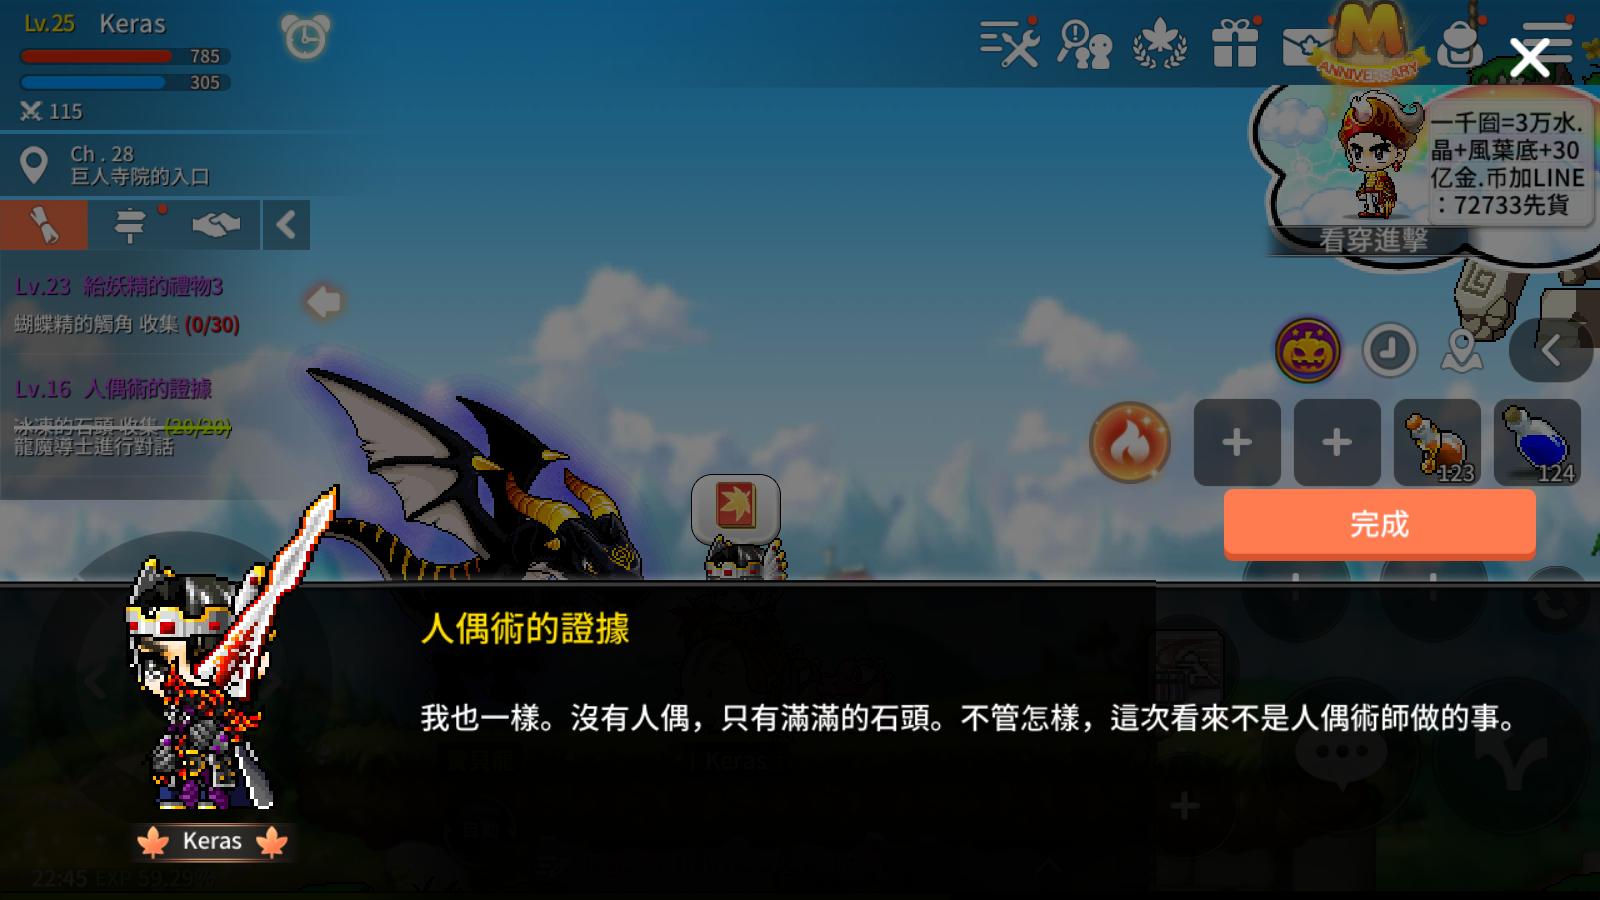 Lv.25 Keras
785
305
115
Ch . 28
巨人寺院的入口
ANNIVERSARY
一千囼=3万水.
晶+風葉底+30
亿金.币加LINE
：72733先貨
看穿進擊
Lv.23 給妖精的禮物3
蝴蝶精的觸角 收集 (0/30)
Lv.16 人偶術的證據
冰凍的石頭 收集 (20/20)
龍魔導士進行對話
123
124
完成
人偶術的證據
我也一樣。沒有人偶，只有滿滿的石頭。不管怎樣，這次看來不是人偶術師做的事。
Keras
Keras
22:45 EXP 59.29%